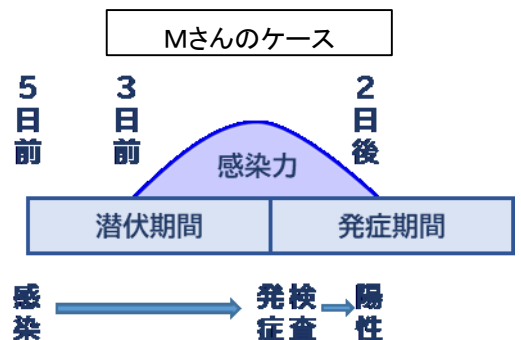 Mさんのケース
5日前
3日前
2日後
感染力
潜伏期間
発症期間
感染
発症
検査
陽性